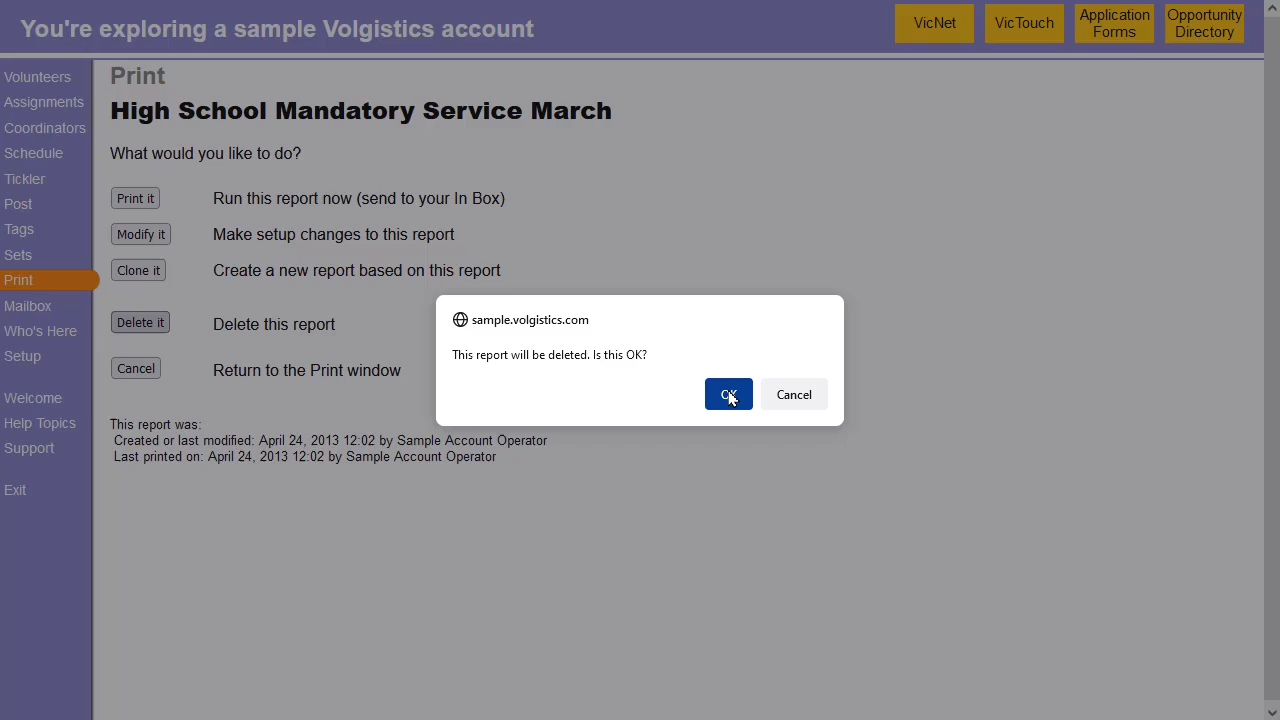 You're exploring a sample Volgistics account
VicNet
VicTouch
Application
Forms
Opportunity
Directory
Volunteers
Assignments
Coordinators
Schedule
Tickler
Post
Tags
Sets
Print
Mailbox
Who's Here
Setup
Welcome
Help Topics
Support
Exit
Print
High School Mandatory Service March
What would you like to do?
Print it Run this report now (send to your In Box)
Modify it Make setup changes to this report
Clone it Create a new report based on this report
Delete it Delete this report
Cancel Return to the Print window
This report was:
Created or last modified: April 24, 2013 12:02 by Sample Account Operator
Last printed on: April 24, 2013 12:02 by Sample Account Operator
sample.volgistics.com
This report will be deleted. Is this OK?
OK Cancel